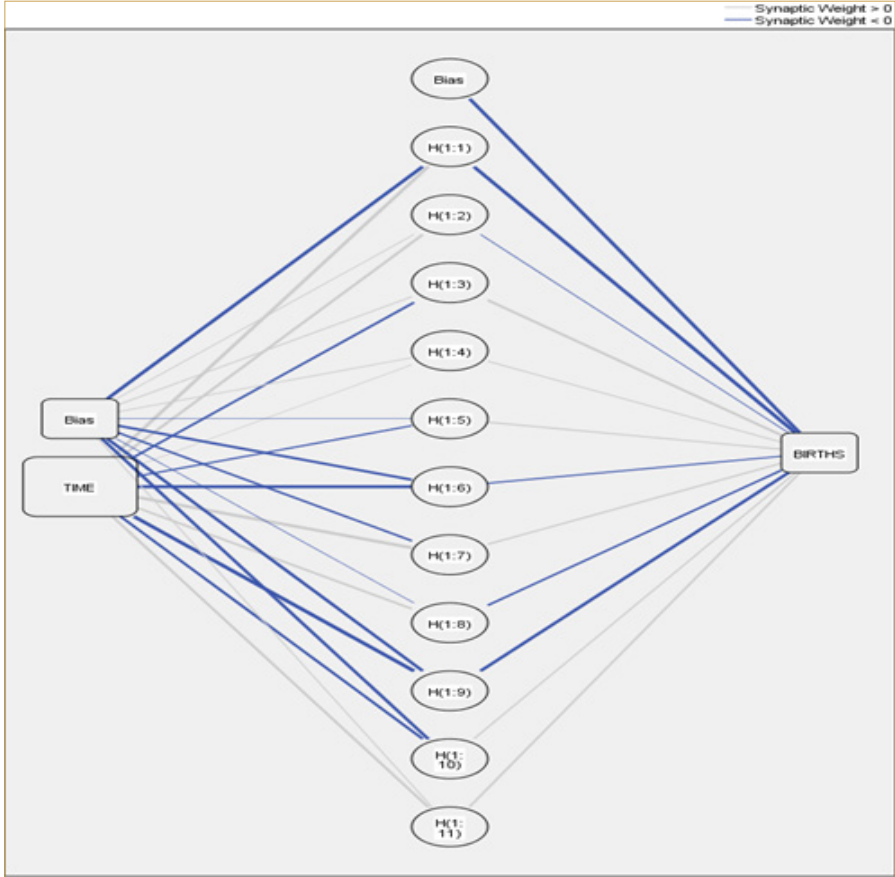 Synaptic Weight > 0
Synaptic Weight < 0
Bias
H(1:1)
H(1:2)
H(1:3)
H(1:4)
Bias
H(1:5)
BIRTHS
TIME
H(1:6)
H(1:7)
H(1:8)
H(1:9)
H(1:
10)
H(1:
11)